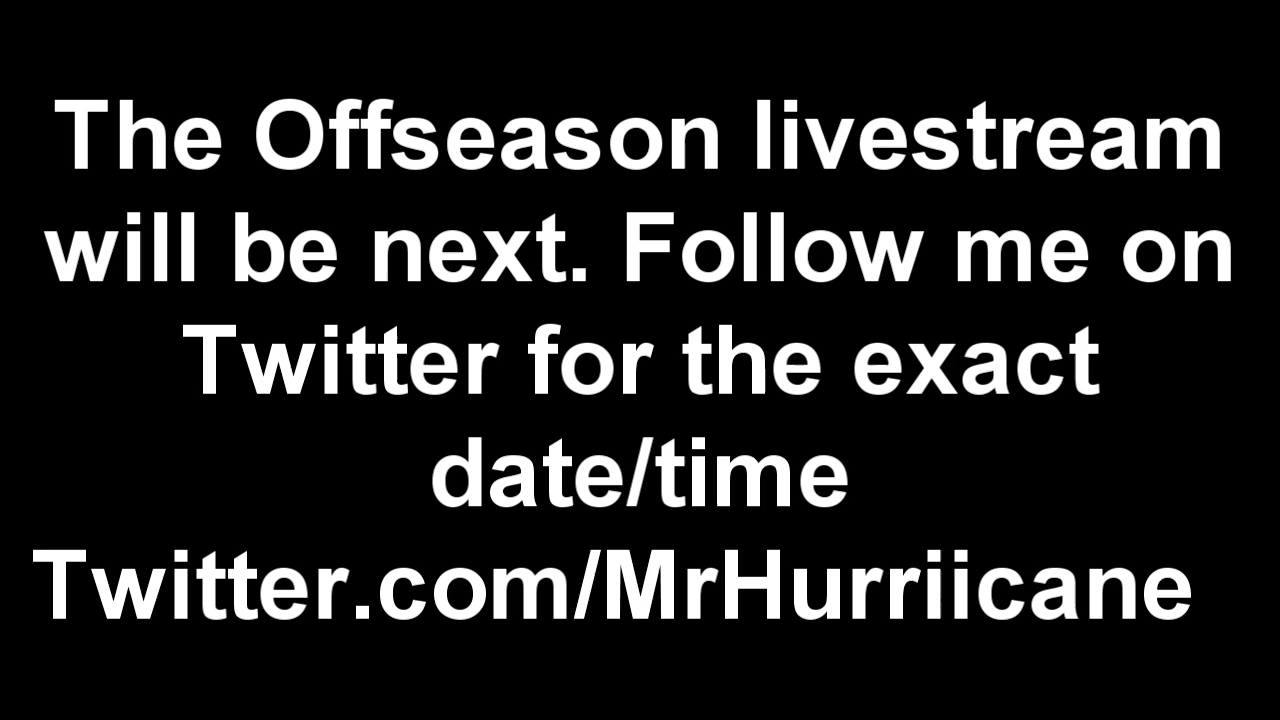 The Offseason livestream
will be next. Follow me on
Twitter for the exact
date/time
Twitter.com/MrHurriicane